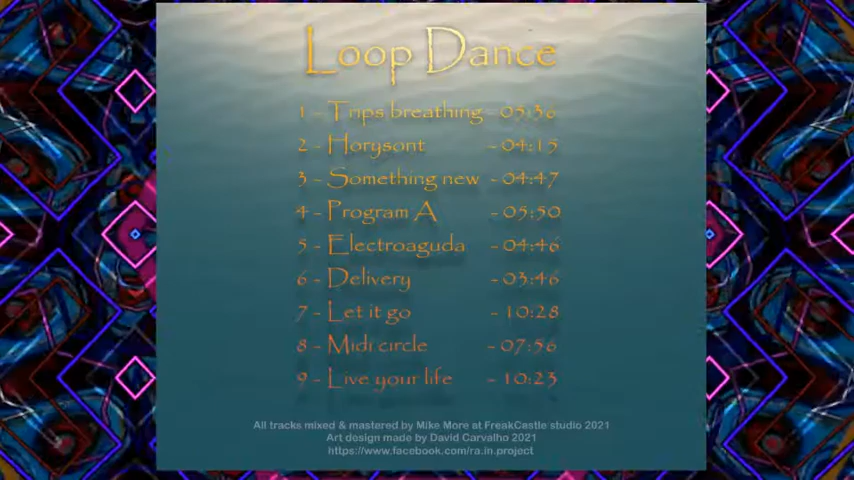 Loop Dance
1 - Trips breathing - 05:36
2 - Horysont - 04:15
3 - Something new - 04:47
4 - Program A - 05:50
5 - Electroaguda - 04:46
6 - Delivery - 03:46
7 - Let it go - 10:28
8 - Midi circle - 07:56
9 - Live your life - 10:23
All tracks mixed & mastered by Mike More at FreakCastle studio 2021
Art design made by David Carvalho 2021
https://www.facebook.com/ra.in.project